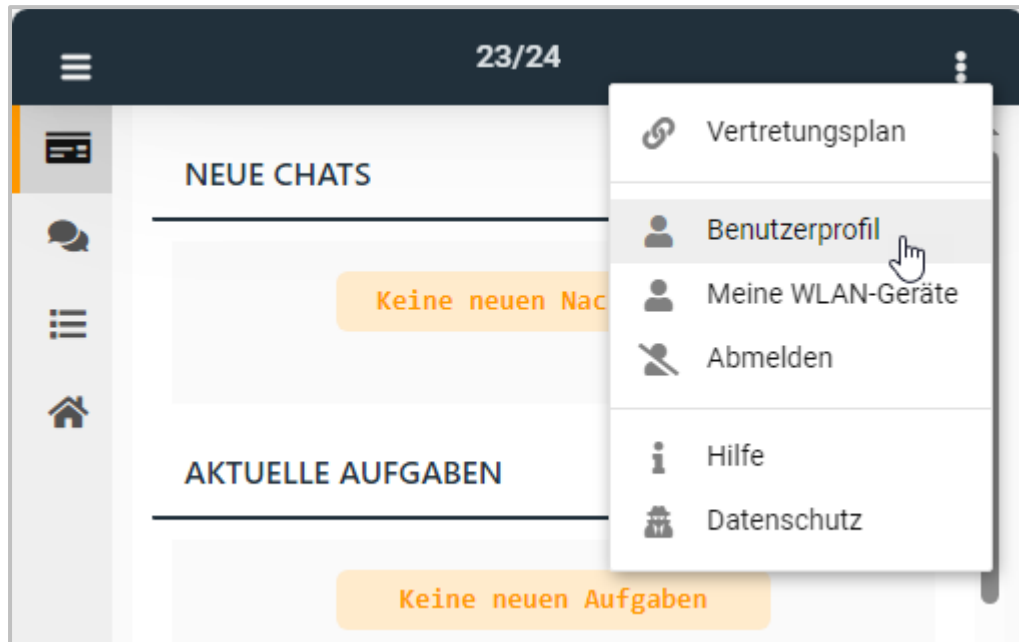 23/24
Vertretungsplan
NEUE CHATS
Benutzerprofil
Keine neuen Nac
Meine WLAN-Geräte
Abmelden
Hilfe
AKTUELLE AUFGABEN
Datenschutz
Keine neuen Aufgaben